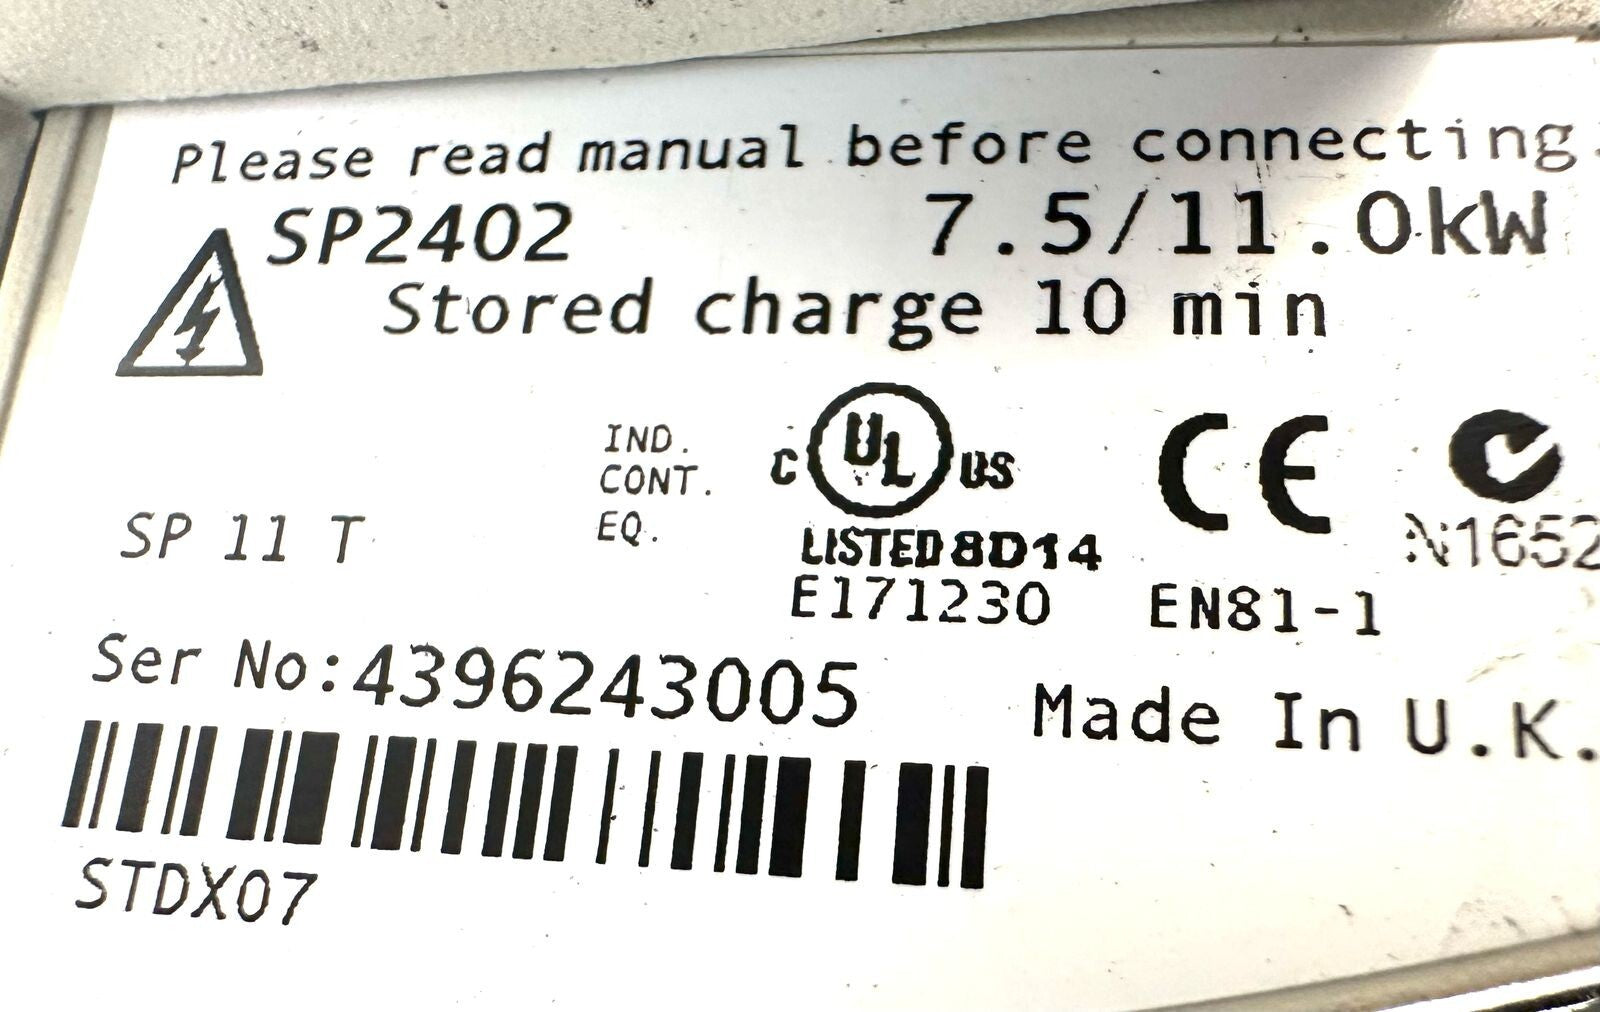 Please read manual before connecting.
SP2402 7.5/11.0kW
Stored charge 10 min
IND.
CONT.
EQ.
C UL US
LISTED 8D14
E171230
CE
N1652
EN81-1
SP 11 T
Ser No:4396243005
Made In U.K.
STDX07